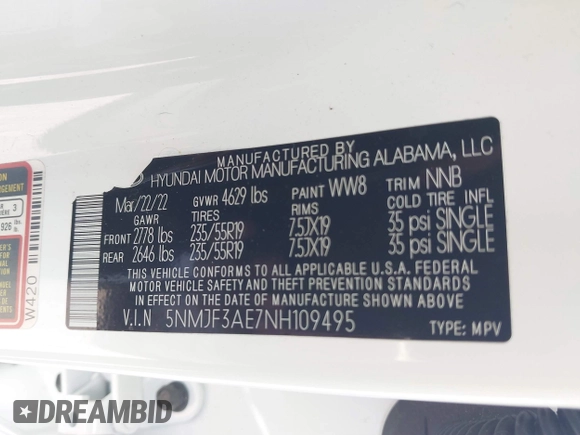 MANUFACTURED BY
HYUNDAI MOTOR MANUFACTURING ALABAMA, LLC
Mar/22/22 GVWR 4629 lbs PAINT WW8 TRIM NNB
GAWR TIRES RIMS COLD TIRE INFL
FRONT 2778 lbs 235/55R19 7.5JX19 35 psi SINGLE
REAR 2646 lbs 235/55R19 7.5JX19 35 psi SINGLE
THIS VEHICLE CONFORMS TO ALL APPLICABLE U.S.A. FEDERAL
MOTOR VEHICLE SAFETY AND THEFT PREVENTION STANDARDS
IN EFFECT ON THE DATE OF MANUFACTURE SHOWN ABOVE.
V.I.N 5NMJF3AE7NH109495 TYPE: MPV
3
926 lbs.
W420
DREAMBID